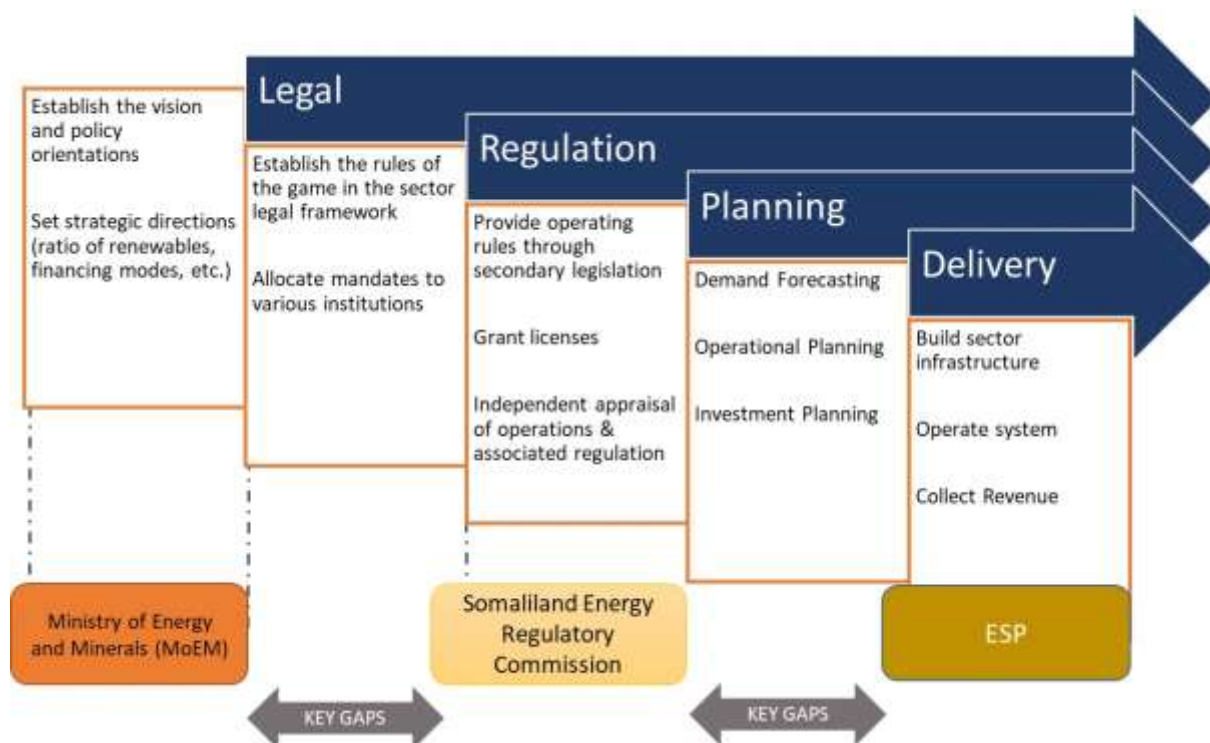 Legal
Establish the vision
and policy
orientations
Set strategic directions
(ratio of renewables,
financing modes, etc.)
Establish the rules of
the game in the sector
legal framework
Allocate mandates to
various institutions
Regulation
Provide operating
rules through
secondary legislation
Grant licenses
Independent appraisal
of operations &
associated regulation
Planning
Demand Forecasting
Operational Planning
Investment Planning
Delivery
Build sector
infrastructure
Operate system
Collect Revenue
Ministry of Energy
and Minerals (MoEM)
Somaliland Energy
Regulatory
Commission
ESP
KEY GAPS
KEY GAPS